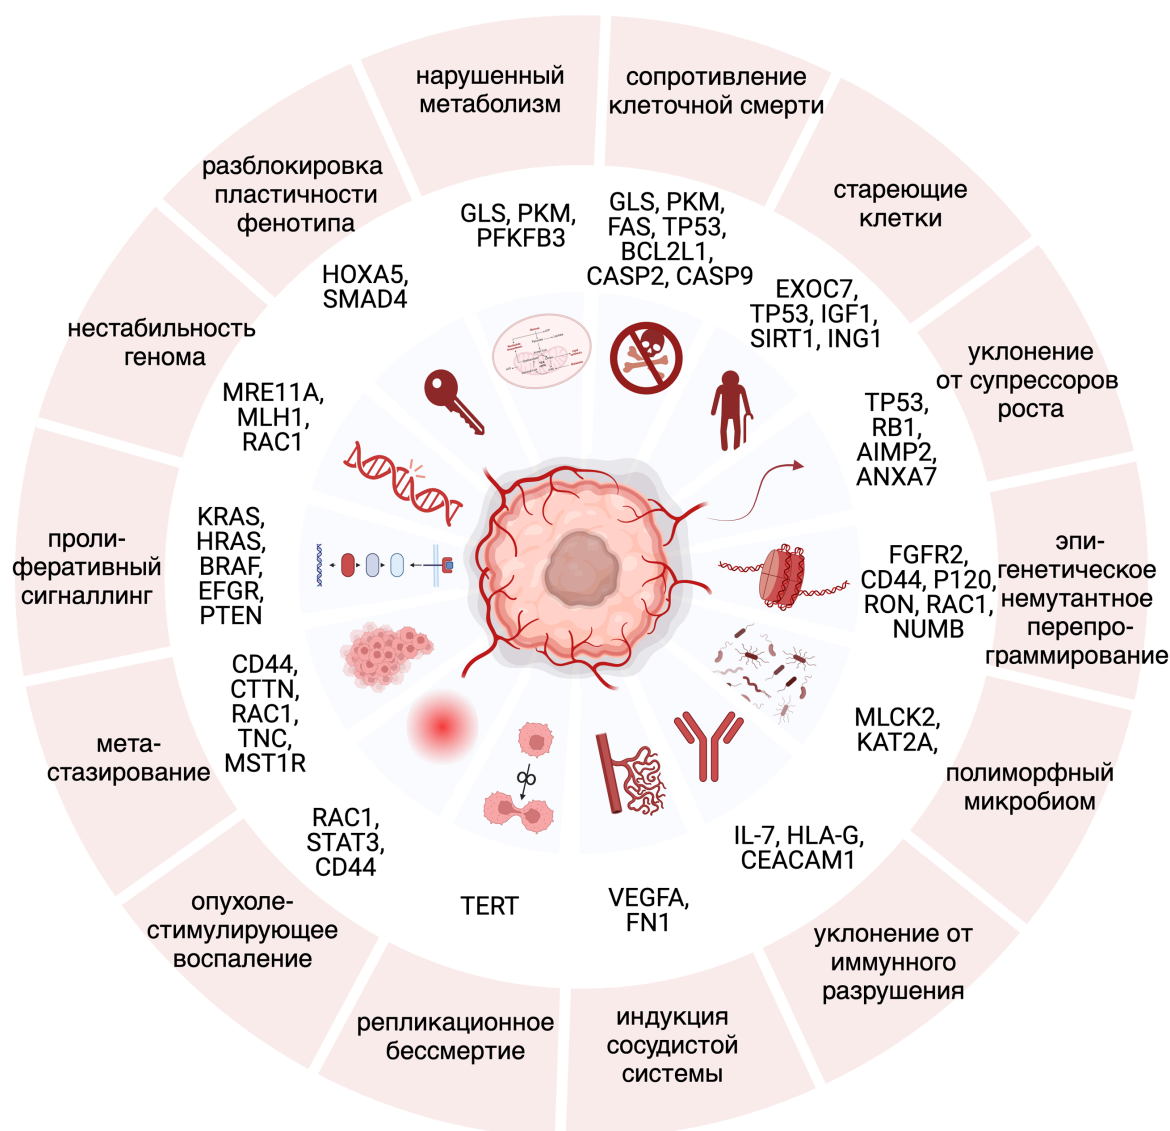 нарушенный
метаболизм
сопротивление
клеточной смерти
стареющие
клетки
уклонение
от супрессоров
роста
эпи-
генетическое
немутантное
перепро-
граммирование
полиморфный
микробиом
уклонение от
иммунного
разрушения
индукция
сосудистой
системы
репликационное
бессмертие
опухоле-
стимулирующее
воспаление
мета-
стазирование
проли-
феративный
сигналлинг
нестабильность
генома
разблокировка
пластичности
фенотипа
GLS, PKM,
PFKFB3
GLS, PKM,
FAS, TP53,
BCL2L1,
CASP2, CASP9
EXOC7,
TP53, IGF1,
SIRT1, ING1
TP53,
RB1,
AIMP2,
ANXA7
FGFR2,
CD44, P120,
RON, RAC1,
NUMB
MLCK2,
KAT2A,
IL-7, HLA-G,
CEACAM1
VEGFA,
FN1
TERT
RAC1,
STAT3,
CD44
CD44,
CTTN,
RAC1,
TNC,
MST1R
KRAS,
HRAS,
BRAF,
EFGR,
PTEN
MRE11A,
MLH1,
RAC1
HOXA5,
SMAD4